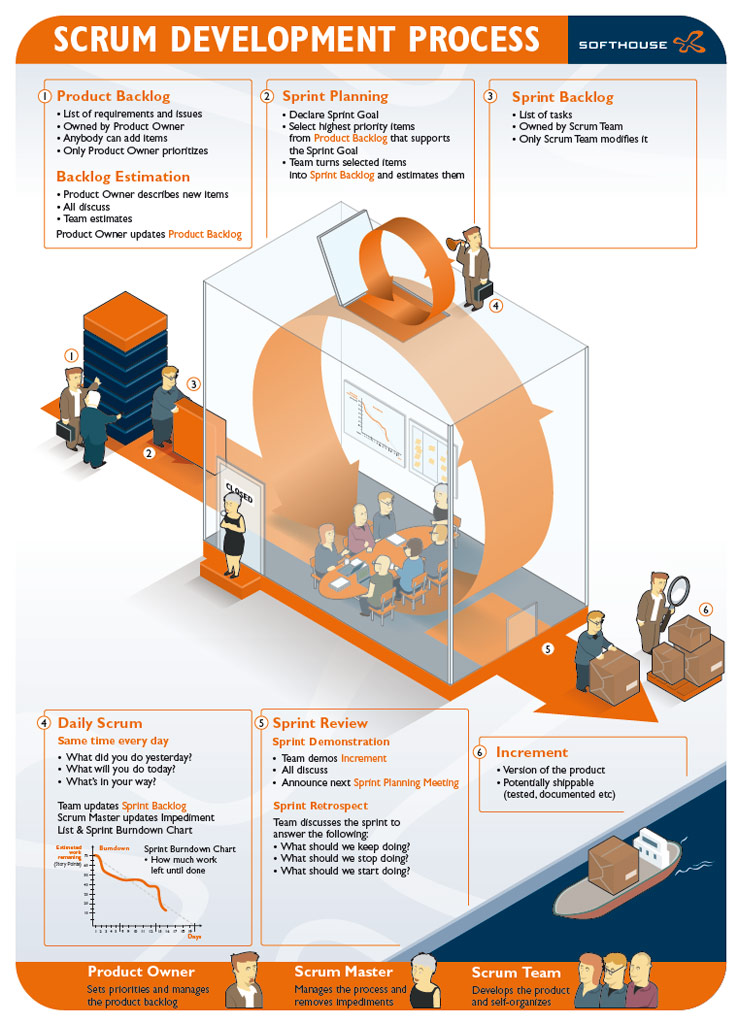 SCRUM DEVELOPMENT PROCESS
SOFTHOUSE
1 Product Backlog
• List of requirements and issues
• Owned by Product Owner
• Anybody can add items
• Only Product Owner prioritizes
Backlog Estimation
• Product Owner describes new items
• All discuss
• Team estimates
Product Owner updates Product Backlog
2 Sprint Planning
• Declare Sprint Goal
• Select highest priority items
from Product Backlog that supports
the Sprint Goal
• Team turns selected items
into Sprint Backlog and estimates them
3 Sprint Backlog
• List of tasks
• Owned by Scrum Team
• Only Scrum Team modifies it
4
1
3
2
CLOSED
6
5
4 Daily Scrum
Same time every day
• What did you do yesterday?
• What will you do today?
• What's in your way?
Team updates Sprint Backlog
Scrum Master updates Impediment
List & Sprint Burndown Chart
Estimated
work
remaining
(Story Points)
Burndown
Sprint Burndown Chart
• How much work
left until done
Days
5 Sprint Review
Sprint Demonstration
• Team demos Increment
• All discuss
• Announce next Sprint Planning Meeting
Sprint Retrospect
Team discusses the sprint to
answer the following:
• What should we keep doing?
• What should we stop doing?
• What should we start doing?
6 Increment
• Version of the product
• Potentially shippable
(tested, documented etc)
Product Owner
Sets priorities and manages
the product backlog
Scrum Master
Manages the process and
removes impediments
Scrum Team
Develops the product
and self-organizes